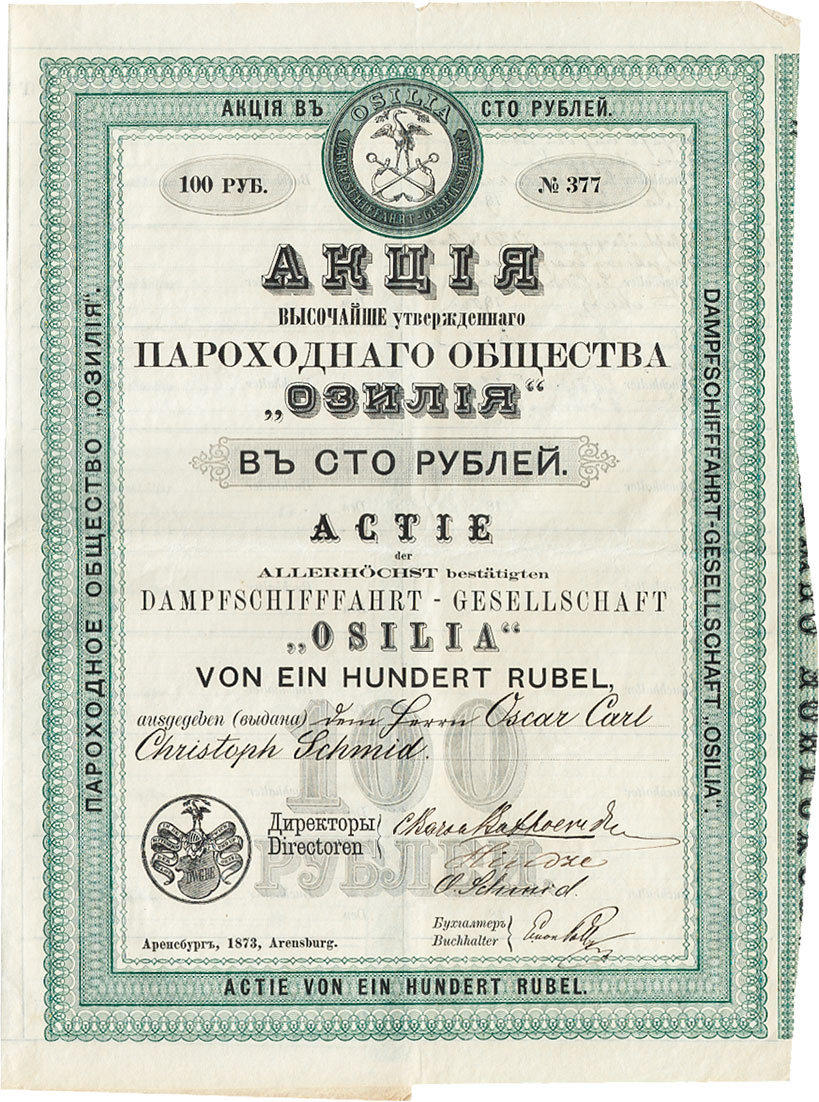 АКЦІЯ ВЪ СТО РУБЛЕЙ.
OSILIA
DAMPFSCHIFFFAHRT-GESELLSCHAFT
100 РУБ.
№ 377
АКЦІЯ
ВЫСОЧАЙШЕ утвержденнаго
ПАРОХОДНАГО ОБЩЕСТВА
„ОЗИЛІЯ“
ВЪ СТО РУБЛЕЙ.
ACTIE
der
ALLERHÖCHST bestätigten
DAMPFSCHIFFFAHRT - GESELLSCHAFT
„OSILIA“
VON EIN HUNDERT RUBEL,
ausgegeben (выдана) dem Herrn Oscar Carl
Christoph Schmid.
100
РУБЛЕЙ.
Директоры
Directoren
O. Schmid.
Бухгалтеръ
Buchhalter
Аренсбургъ, 1873, Arensburg.
ACTIE VON EIN HUNDERT RUBEL.
ПАРОХОДНОЕ ОБЩЕСТВО „ОЗИЛІЯ“.
DAMPFSCHIFFFAHRT-GESELLSCHAFT „OSILIA“.